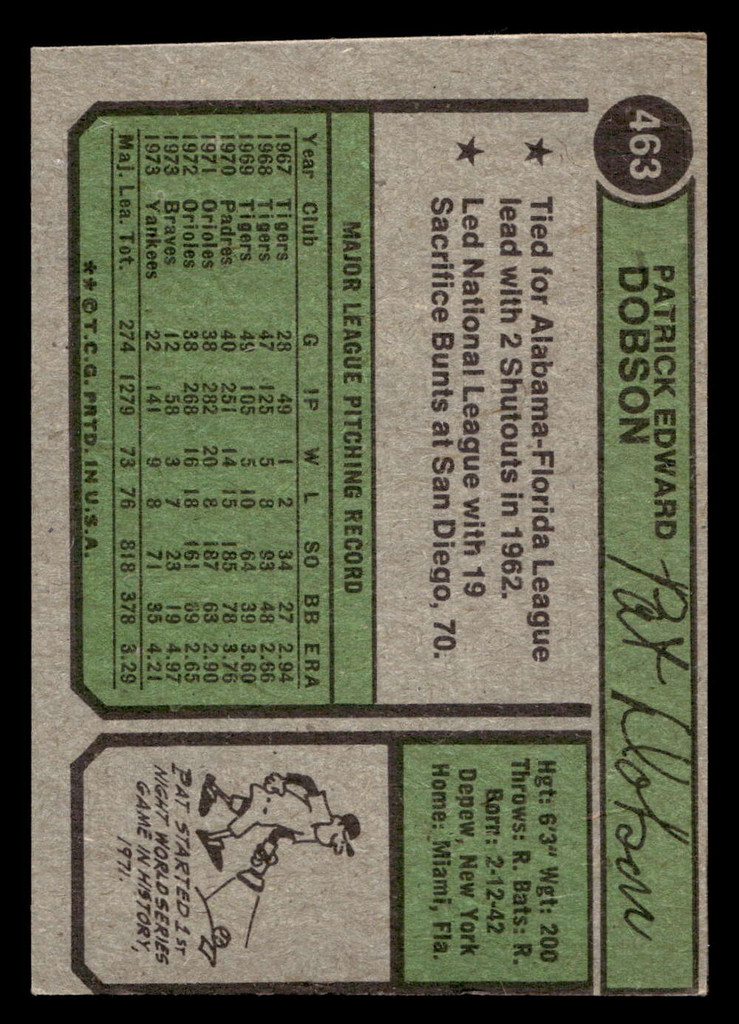 463
PATRICK EDWARD
DOBSON
Pat Dobson
★ Tied for Alabama-Florida League
lead with 2 Shutouts in 1962.
★ Led National League with 19
Sacrifice Bunts at San Diego, 70.
Hgt: 6'3" Wgt: 200
Throws: R. Bats: R.
Born: 2-12-42
Depew, New York
Home: Miami, Fla.
MAJOR LEAGUE PITCHING RECORD
Year Club G IP W L SO BB ERA
1967 Tigers 28 49 1 2 34 27 2.94
1968 Tigers 47 125 5 8 93 48 2.66
1969 Tigers 49 105 5 10 64 39 3.60
1970 Padres 40 251 14 15 185 78 3.76
1971 Orioles 38 282 20 8 187 63 2.90
1972 Orioles 38 268 16 18 161 69 2.65
1973 Braves 12 58 3 7 23 19 4.97
1973 Yankees 22 141 9 8 71 35 4.21
Maj. Lea. Tot. 274 1279 73 76 818 378 3.29
** © T.C.G. PRTD. IN U.S.A.
PAT STARTED 1ST
NIGHT WORLD SERIES
GAME IN HISTORY,
1971.